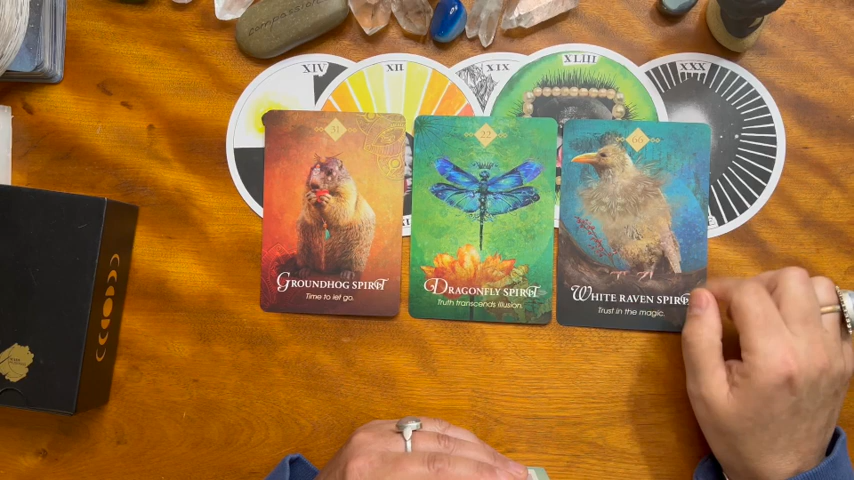 compassion
XIV
XII
XIX
XLIII
XXX
31
22
66
Groundhog Spirit
Time to let go.
Dragonfly Spirit
Truth transcends illusion.
White Raven Spirit
Trust in the magic.